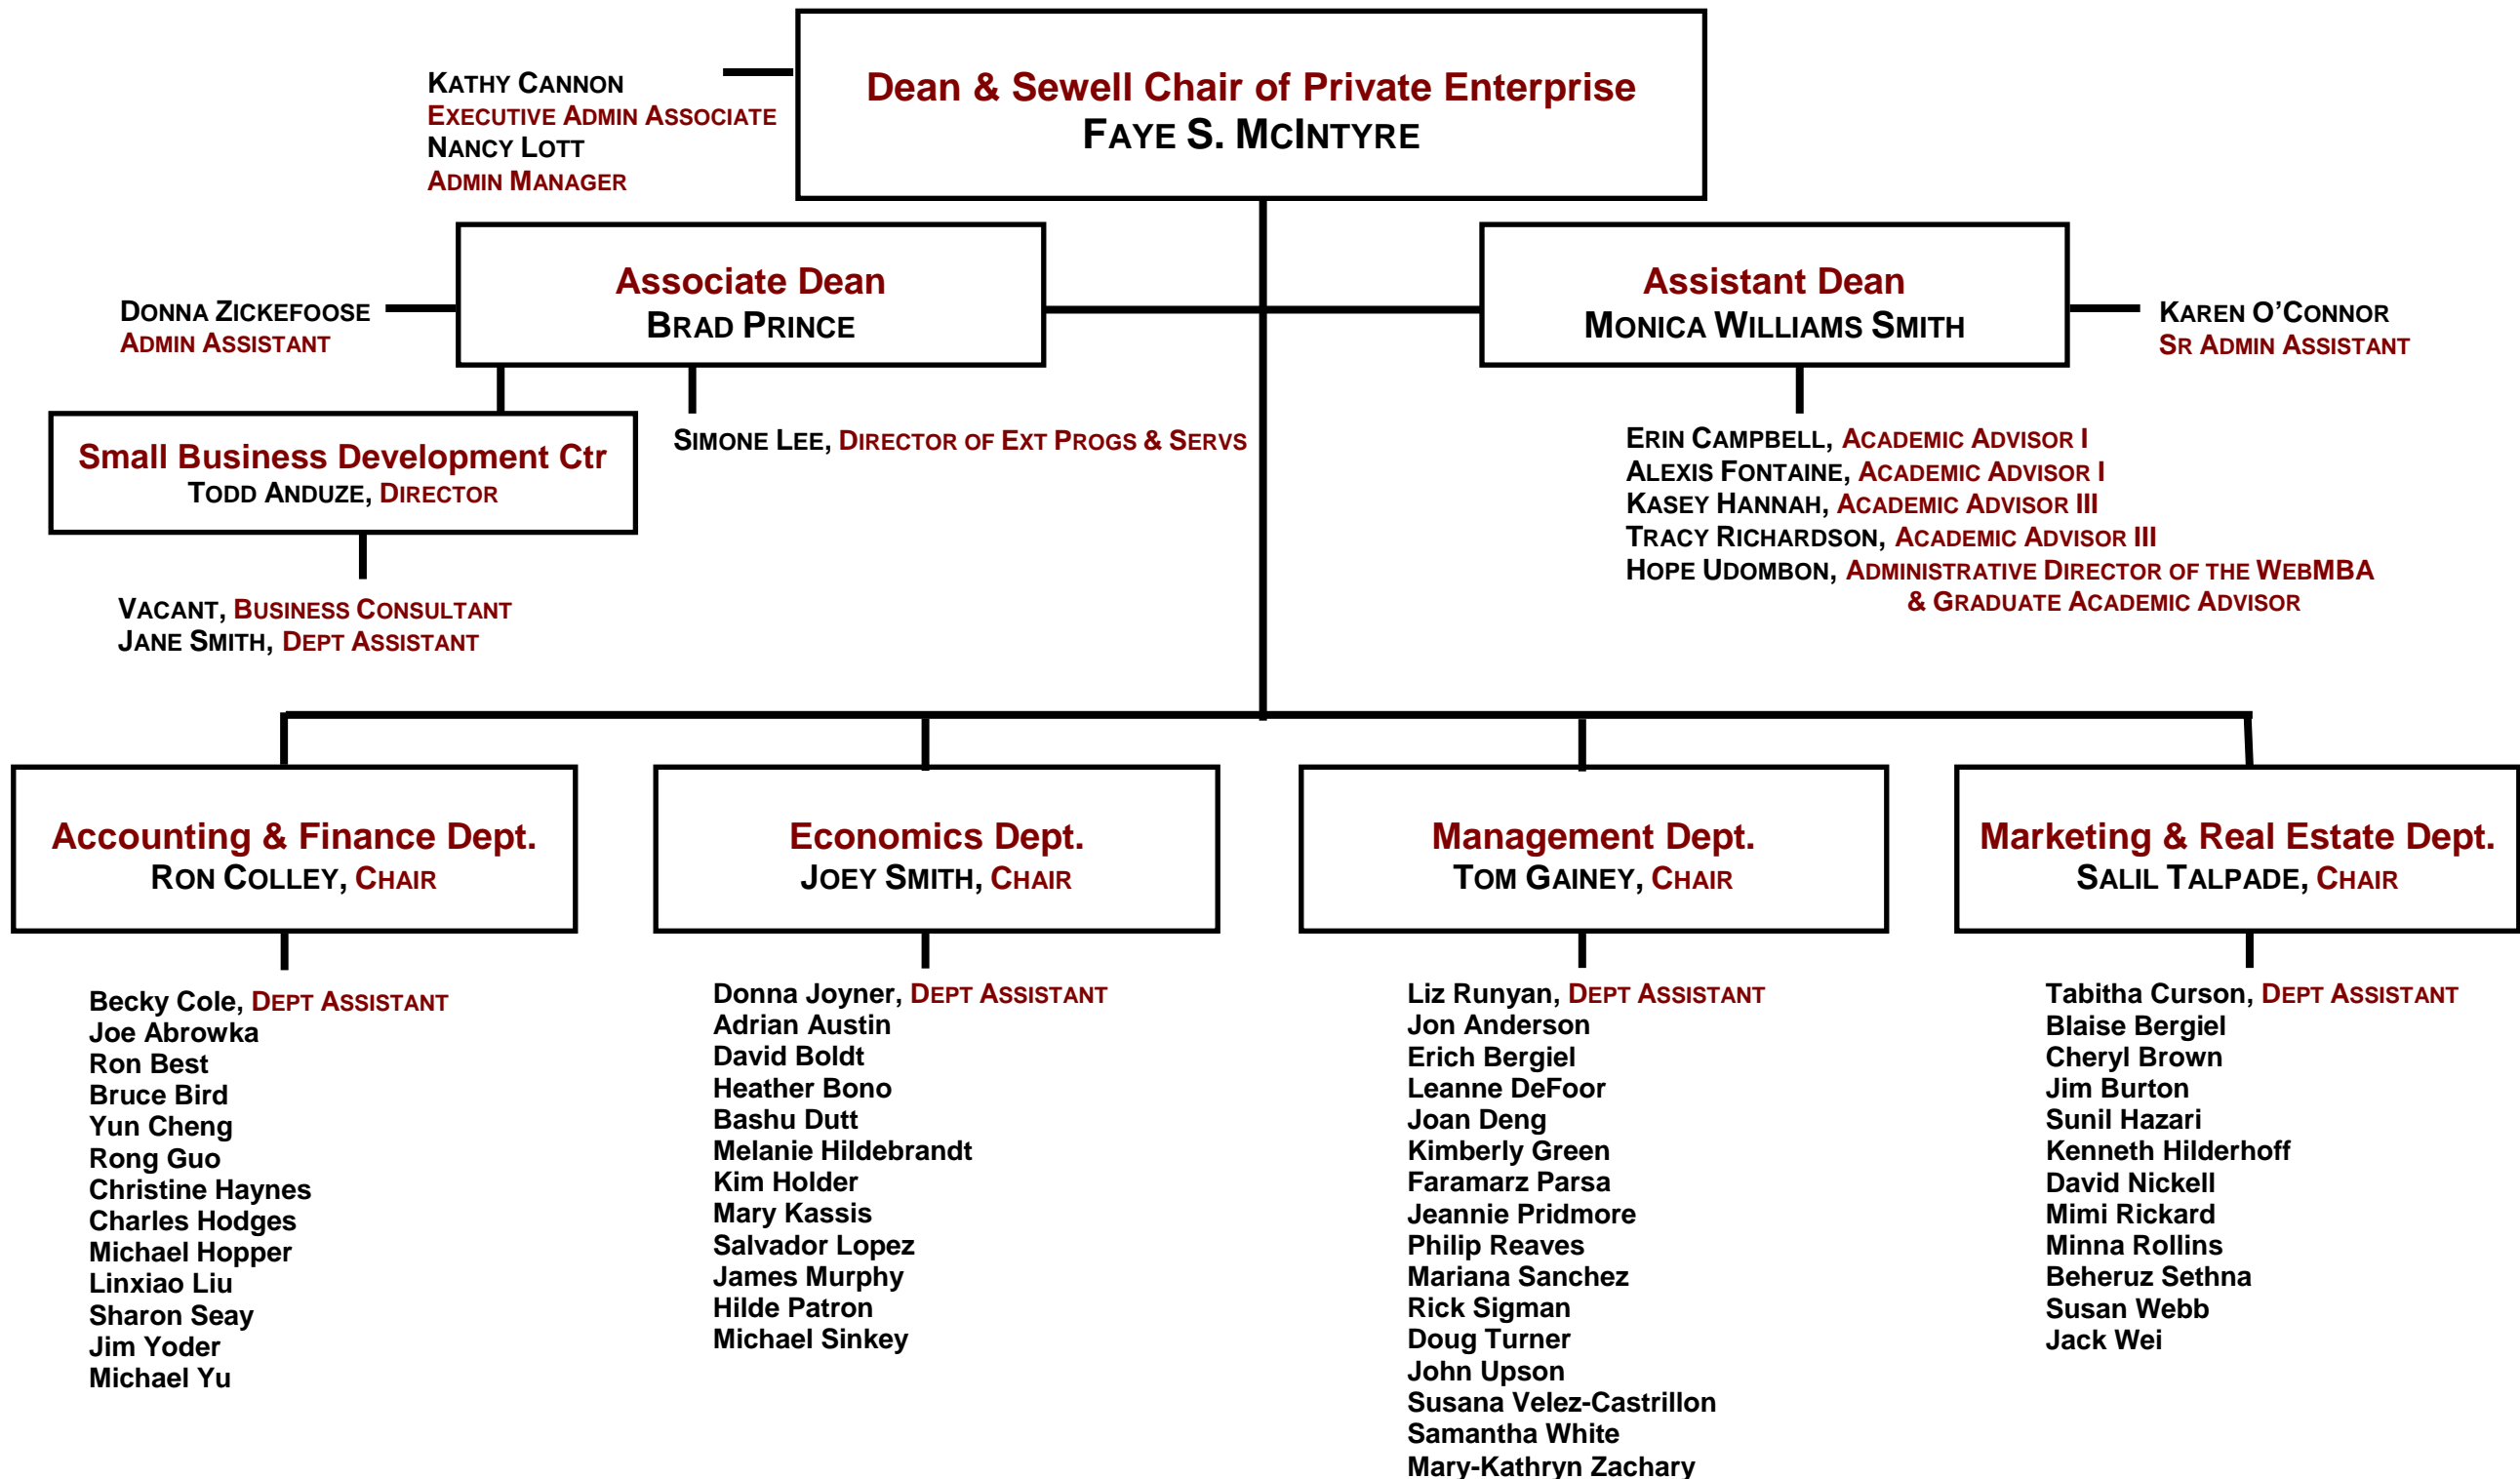 Dean & Sewell Chair of Private Enterprise
FAYE S. MCINTYRE
KATHY CANNON
EXECUTIVE ADMIN ASSOCIATE
NANCY LOTT
ADMIN MANAGER
Associate Dean
BRAD PRINCE
DONNA ZICKEFOOSE
ADMIN ASSISTANT
Assistant Dean
MONICA WILLIAMS SMITH
KAREN O’CONNOR
SR ADMIN ASSISTANT
Small Business Development Ctr
TODD ANDUZE, DIRECTOR
SIMONE LEE, DIRECTOR OF EXT PROGS & SERVS
ERIN CAMPBELL, ACADEMIC ADVISOR I
ALEXIS FONTAINE, ACADEMIC ADVISOR I
KASEY HANNAH, ACADEMIC ADVISOR III
TRACY RICHARDSON, ACADEMIC ADVISOR III
HOPE UDOMBON, ADMINISTRATIVE DIRECTOR OF THE WEBMBA
& GRADUATE ACADEMIC ADVISOR
VACANT, BUSINESS CONSULTANT
JANE SMITH, DEPT ASSISTANT
Accounting & Finance Dept.
RON COLLEY, CHAIR
Becky Cole, DEPT ASSISTANT
Joe Abrowka
Ron Best
Bruce Bird
Yun Cheng
Rong Guo
Christine Haynes
Charles Hodges
Michael Hopper
Linxiao Liu
Sharon Seay
Jim Yoder
Michael Yu
Economics Dept.
JOEY SMITH, CHAIR
Donna Joyner, DEPT ASSISTANT
Adrian Austin
David Boldt
Heather Bono
Bashu Dutt
Melanie Hildebrandt
Kim Holder
Mary Kassis
Salvador Lopez
James Murphy
Hilde Patron
Michael Sinkey
Management Dept.
TOM GAINEY, CHAIR
Liz Runyan, DEPT ASSISTANT
Jon Anderson
Erich Bergiel
Leanne DeFoor
Joan Deng
Kimberly Green
Faramarz Parsa
Jeannie Pridmore
Philip Reaves
Mariana Sanchez
Rick Sigman
Doug Turner
John Upson
Susana Velez-Castrillon
Samantha White
Mary-Kathryn Zachary
Marketing & Real Estate Dept.
SALIL TALPADE, CHAIR
Tabitha Curson, DEPT ASSISTANT
Blaise Bergiel
Cheryl Brown
Jim Burton
Sunil Hazari
Kenneth Hilderhoff
David Nickell
Mimi Rickard
Minna Rollins
Beheruz Sethna
Susan Webb
Jack Wei